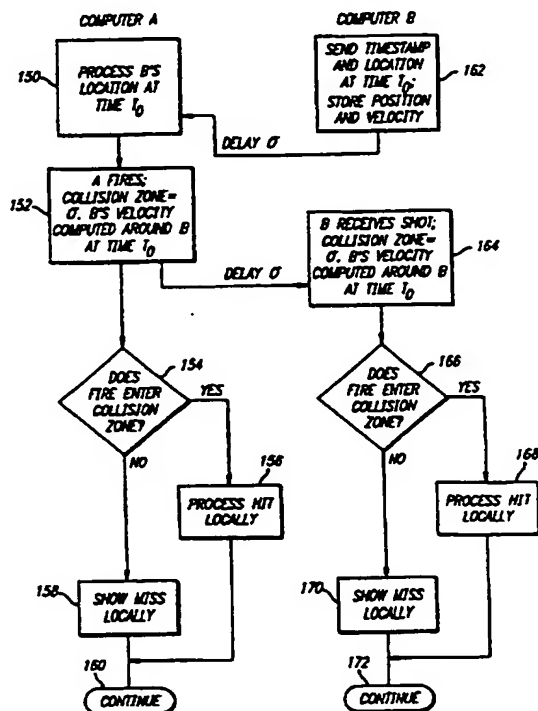 COMPUTER A
COMPUTER B
150
PROCESS B'S
LOCATION AT
TIME T0
SEND TIMESTAMP
AND LOCATION
AT TIME T0;
STORE POSITION
AND VELOCITY
162
DELAY σ
152
A FIRES;
COLLISION ZONE=
σ. B'S VELOCITY
COMPUTED AROUND B
AT TIME T0
DELAY σ
B RECEIVES SHOT;
COLLISION ZONE=
σ. B'S VELOCITY
COMPUTED AROUND B
AT TIME T0
164
154
DOES
FIRE ENTER
COLLISION
ZONE?
YES
NO
156
PROCESS HIT
LOCALLY
158
SHOW MISS
LOCALLY
160
CONTINUE
166
DOES
FIRE ENTER
COLLISION
ZONE?
YES
NO
168
PROCESS HIT
LOCALLY
170
SHOW MISS
LOCALLY
172
CONTINUE